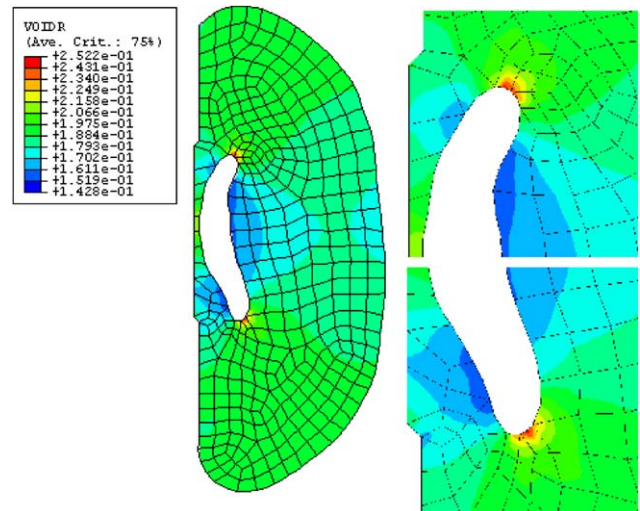 VOIDR
(Ave. Crit.: 75%)
+2.522e-01
+2.431e-01
+2.340e-01
+2.249e-01
+2.158e-01
+2.066e-01
+1.975e-01
+1.884e-01
+1.793e-01
+1.702e-01
+1.611e-01
+1.519e-01
+1.428e-01